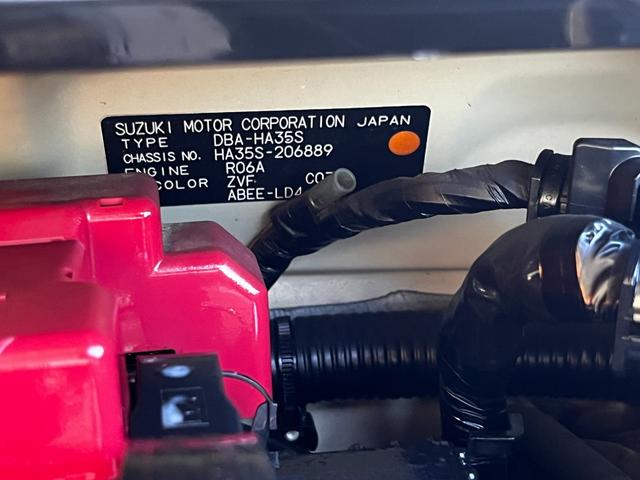 SUZUKI MOTOR CORPORATION JAPAN
TYPE DBA-HA35S
CHASSIS NO. HA35S-206889
ENGINE R06A
COLOR ZVF
ABEE-LD4